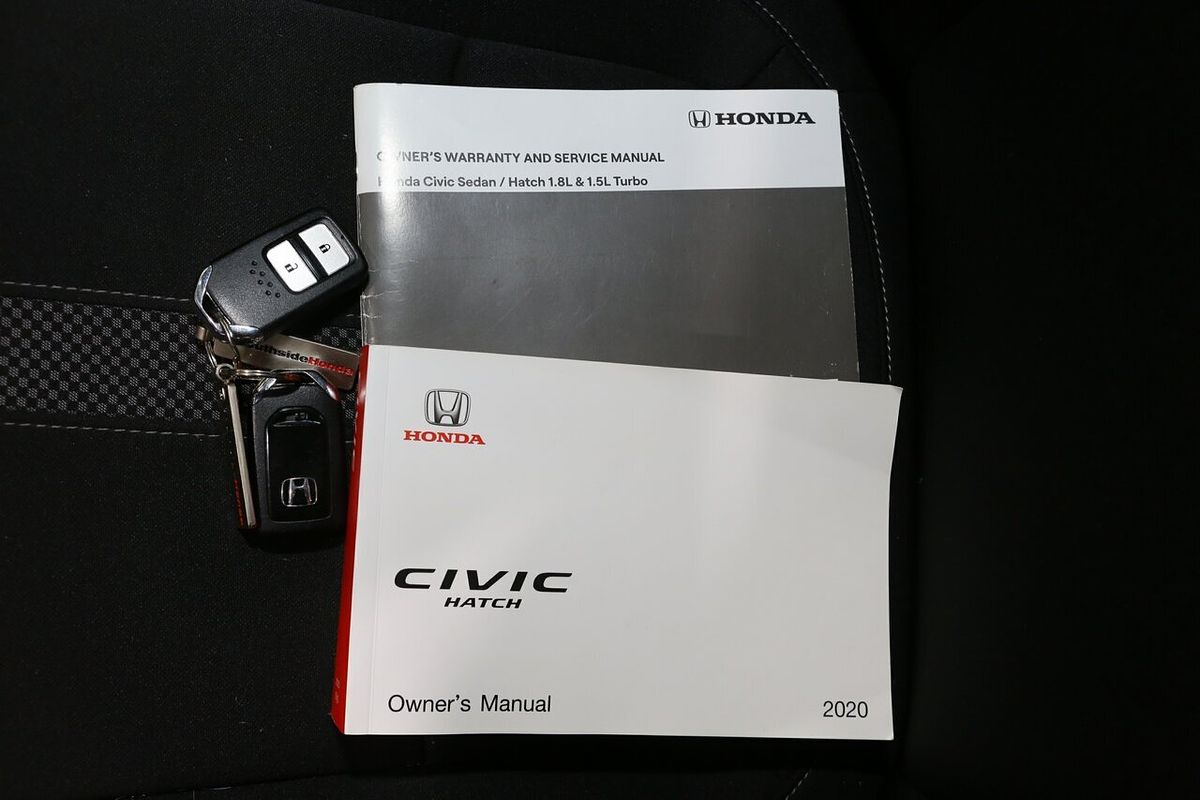 HONDA
OWNER'S WARRANTY AND SERVICE MANUAL
Honda Civic Sedan / Hatch 1.8L & 1.5L Turbo
SouthsideHonda
HONDA
CIVIC
HATCH
Owner's Manual
2020